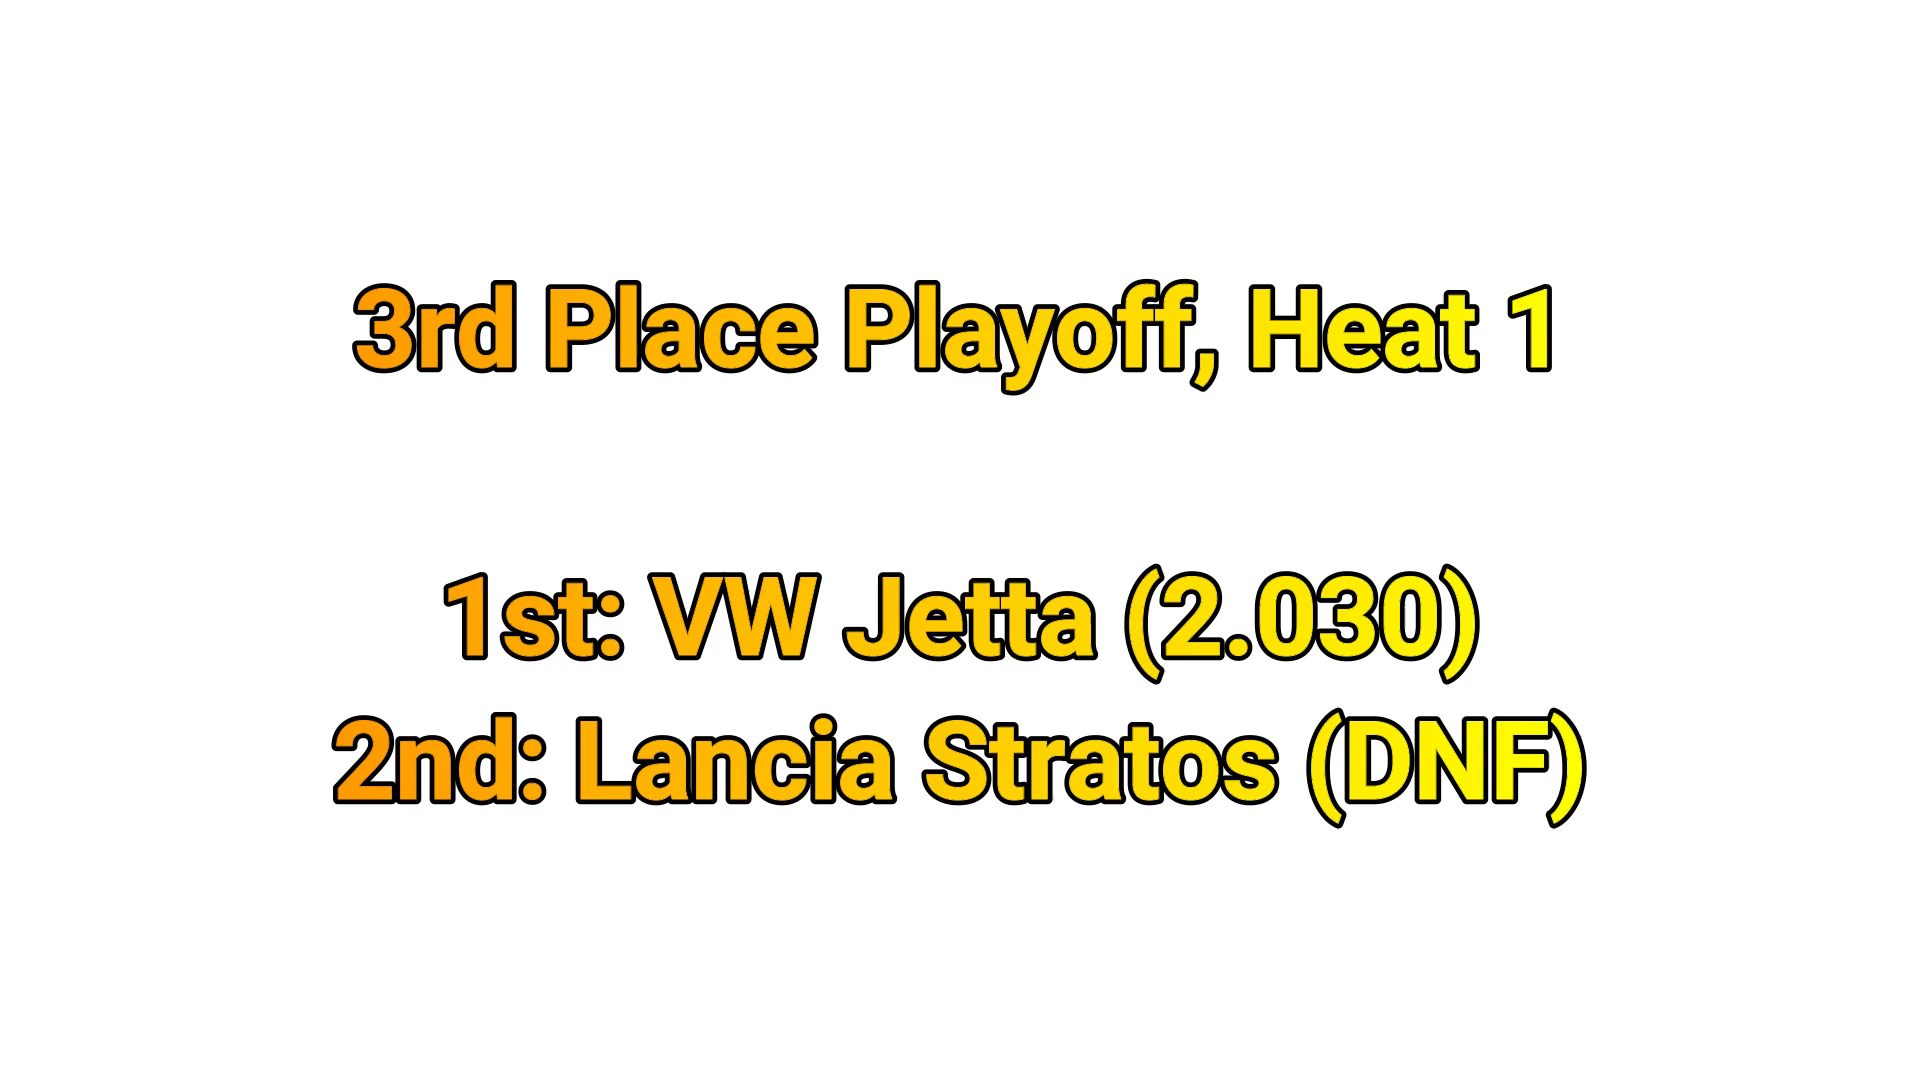 3rd Place Playoff, Heat 1
1st: VW Jetta (2.030)
2nd: Lancia Stratos (DNF)